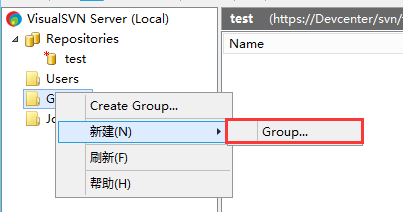 VisualSVN Server (Local)
Repositories
test
Users
Create Group...
新建(N)
刷新(F)
帮助(H)
Group...
test (https://Devcenter/svn/
Name